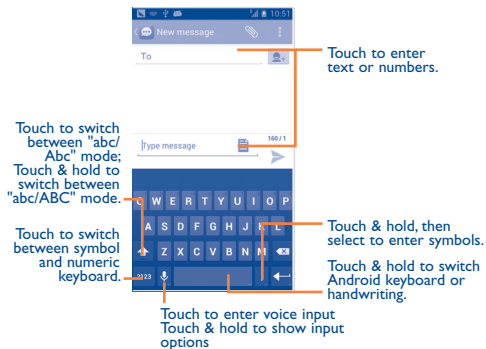 10:51
New message
To
Touch to enter
text or numbers.
Type message
160 / 1
Touch to switch
between "abc/
Abc" mode;
Touch & hold to
switch between
"abc/ABC" mode.
Q W E R T Y U I O P
A S D F G H J K L
Z X C V B N M
?123
Touch to switch
between symbol
and numeric
keyboard.
Touch & hold, then
select to enter symbols.
Touch & hold to switch
Android keyboard or
handwriting.
Touch to enter voice input
Touch & hold to show input
options